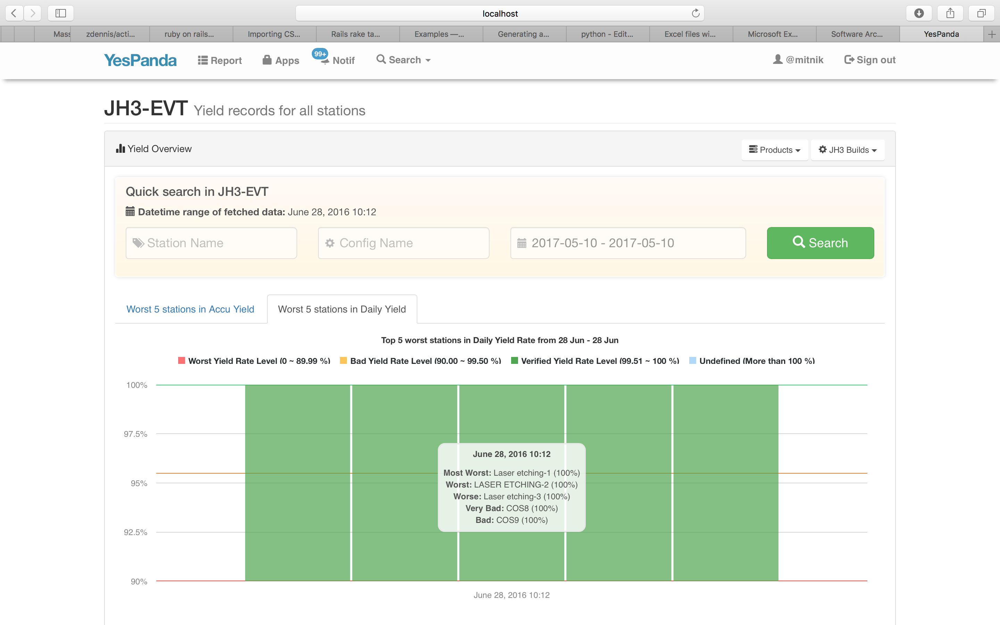 localhost
Mass
zdennis/acti...
ruby on rails...
Importing CS...
Rails rake ta...
Examples —...
Generating a...
python - Edit...
Excel files wi...
Microsoft Ex...
Software Arc...
YesPanda
YesPanda
Report
Apps
99+
Notif
Search
@mitnik
Sign out
JH3-EVT Yield records for all stations
Yield Overview
Products
JH3 Builds
Quick search in JH3-EVT
Datetime range of fetched data: June 28, 2016 10:12
Station Name
Config Name
2017-05-10 - 2017-05-10
Search
Worst 5 stations in Accu Yield
Worst 5 stations in Daily Yield
Top 5 worst stations in Daily Yield Rate from 28 Jun - 28 Jun
Worst Yield Rate Level (0 ~ 89.99 %)
Bad Yield Rate Level (90.00 ~ 99.50 %)
Verified Yield Rate Level (99.51 ~ 100 %)
Undefined (More than 100 %)
100%
97.5%
95%
92.5%
90%
June 28, 2016 10:12
Most Worst: Laser etching-1 (100%)
Worst: LASER ETCHING-2 (100%)
Worse: Laser etching-3 (100%)
Very Bad: COS8 (100%)
Bad: COS9 (100%)
June 28, 2016 10:12